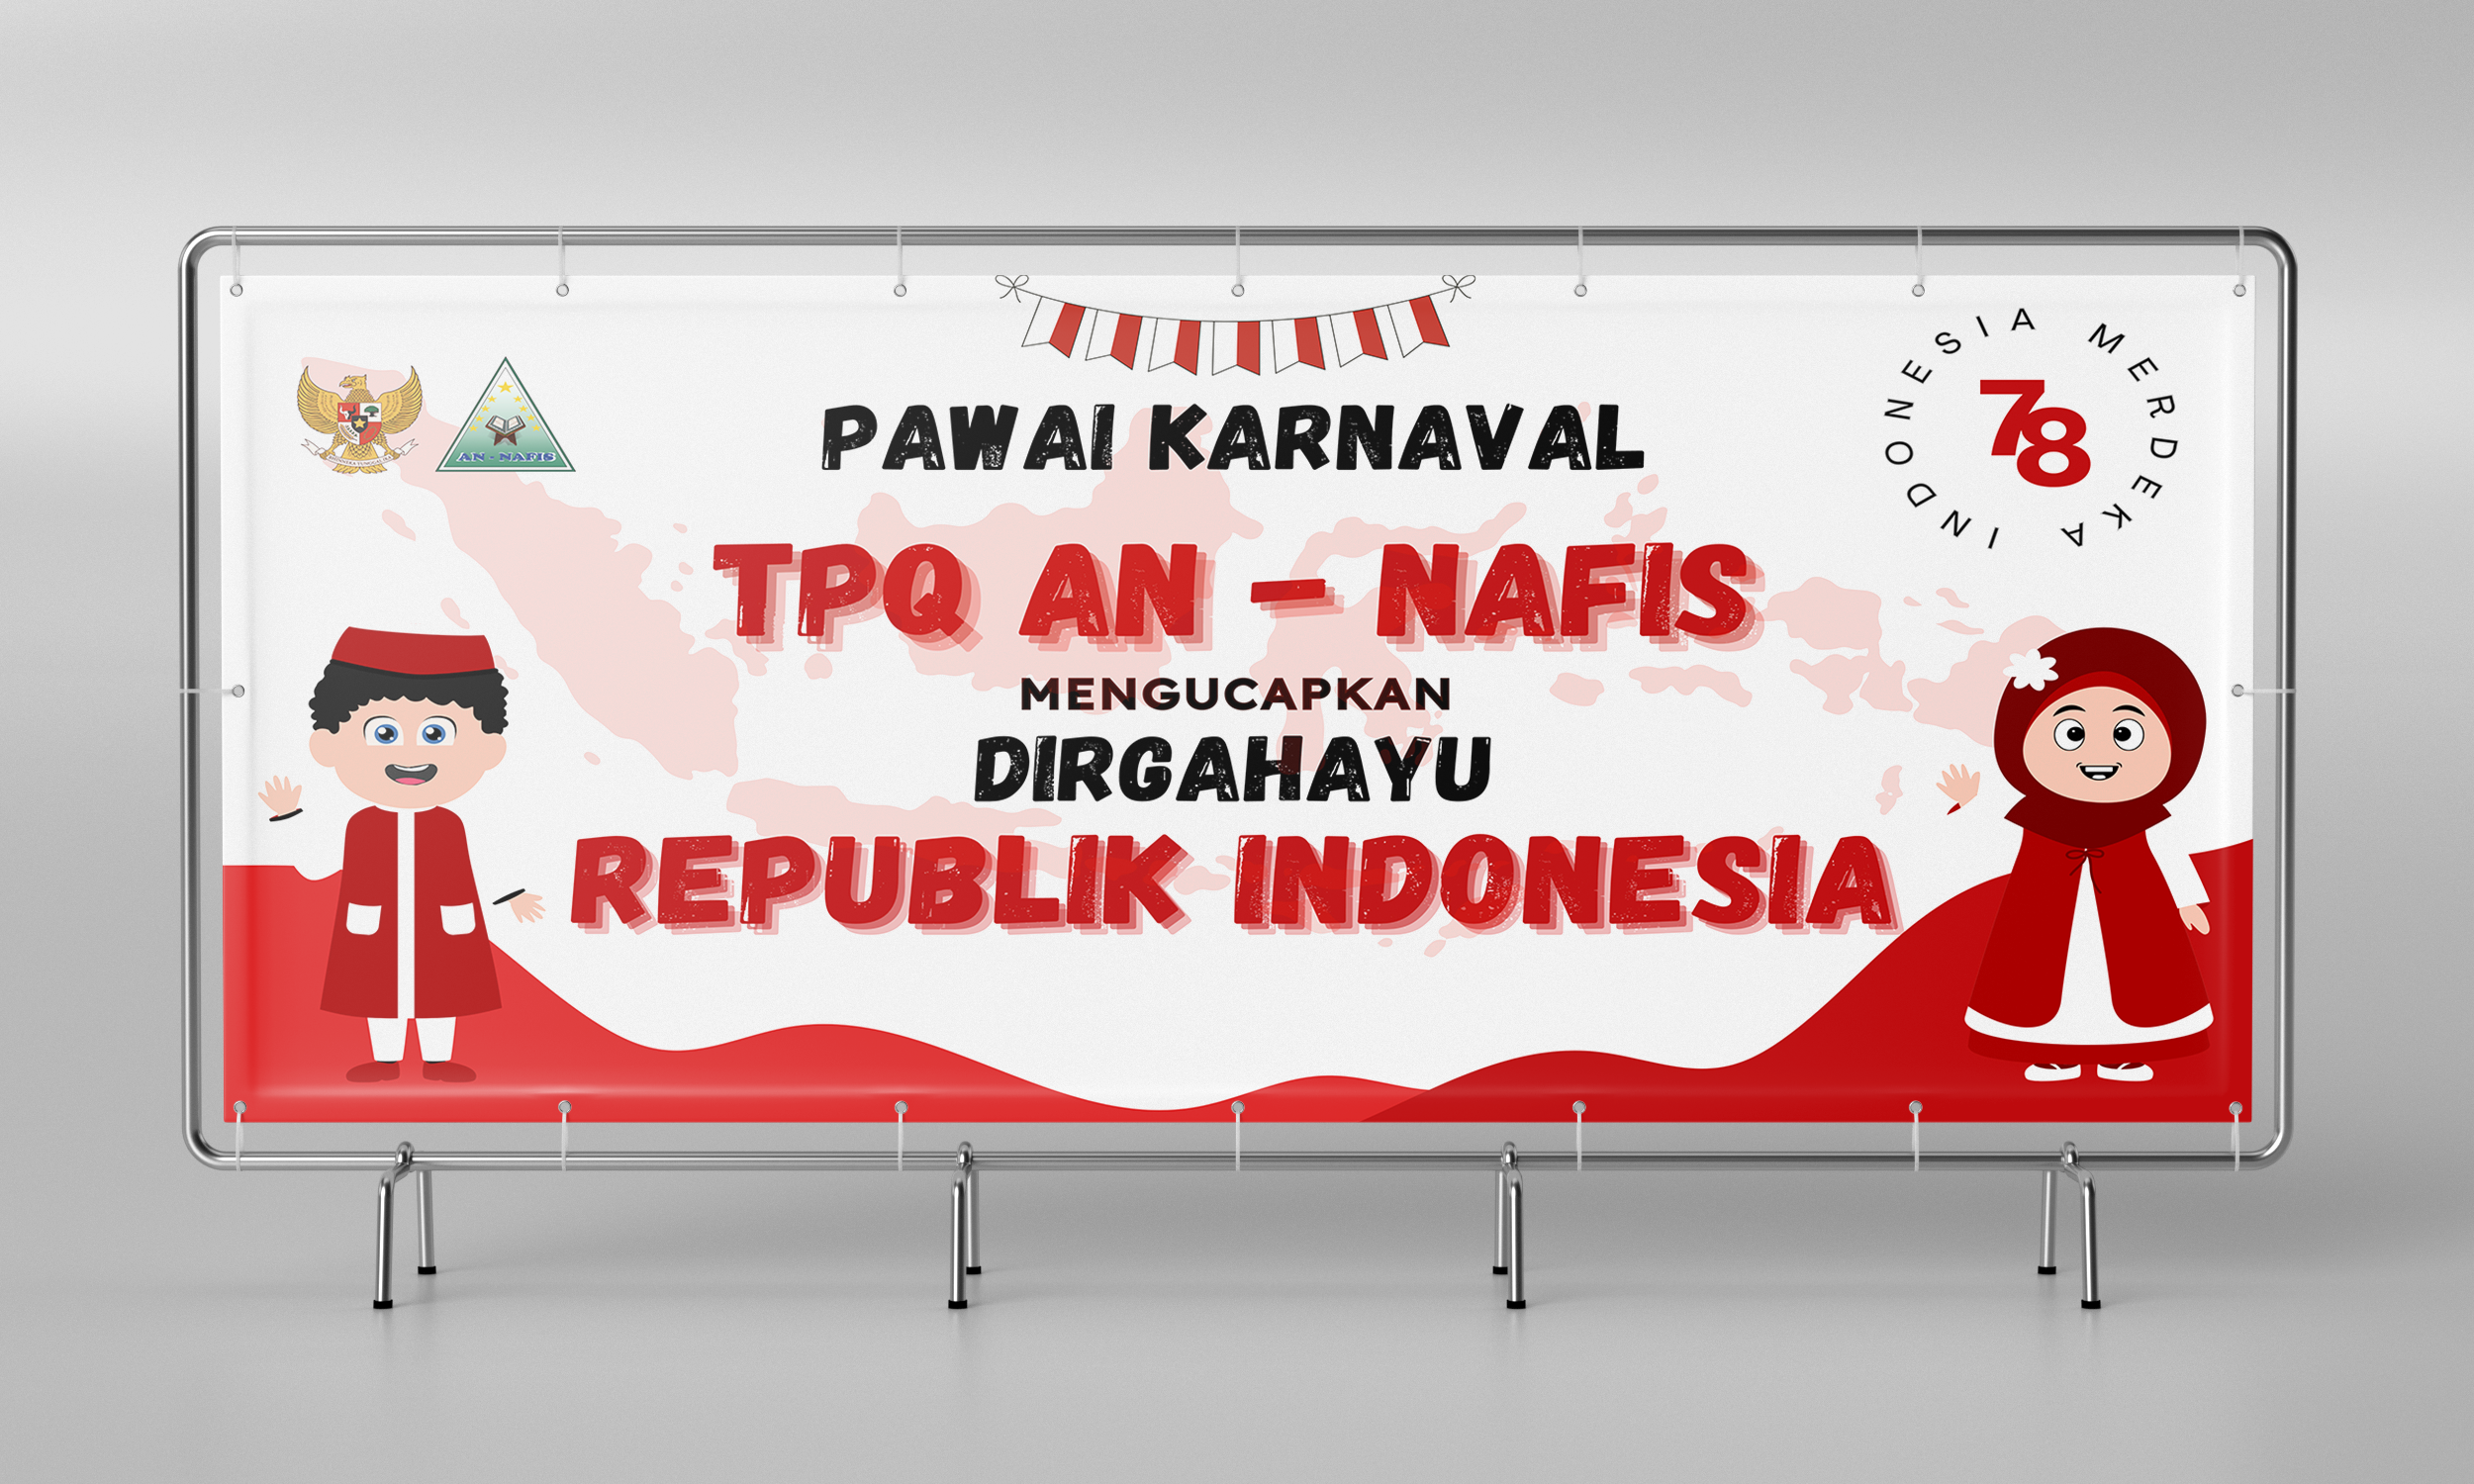 PAWAI KARNAVAL
AN - NAFIS
INDONESIA MERDEKA
78
TPQ AN – NAFIS
MENGUCAPKAN
DIRGAHAYU
REPUBLIK INDONESIA